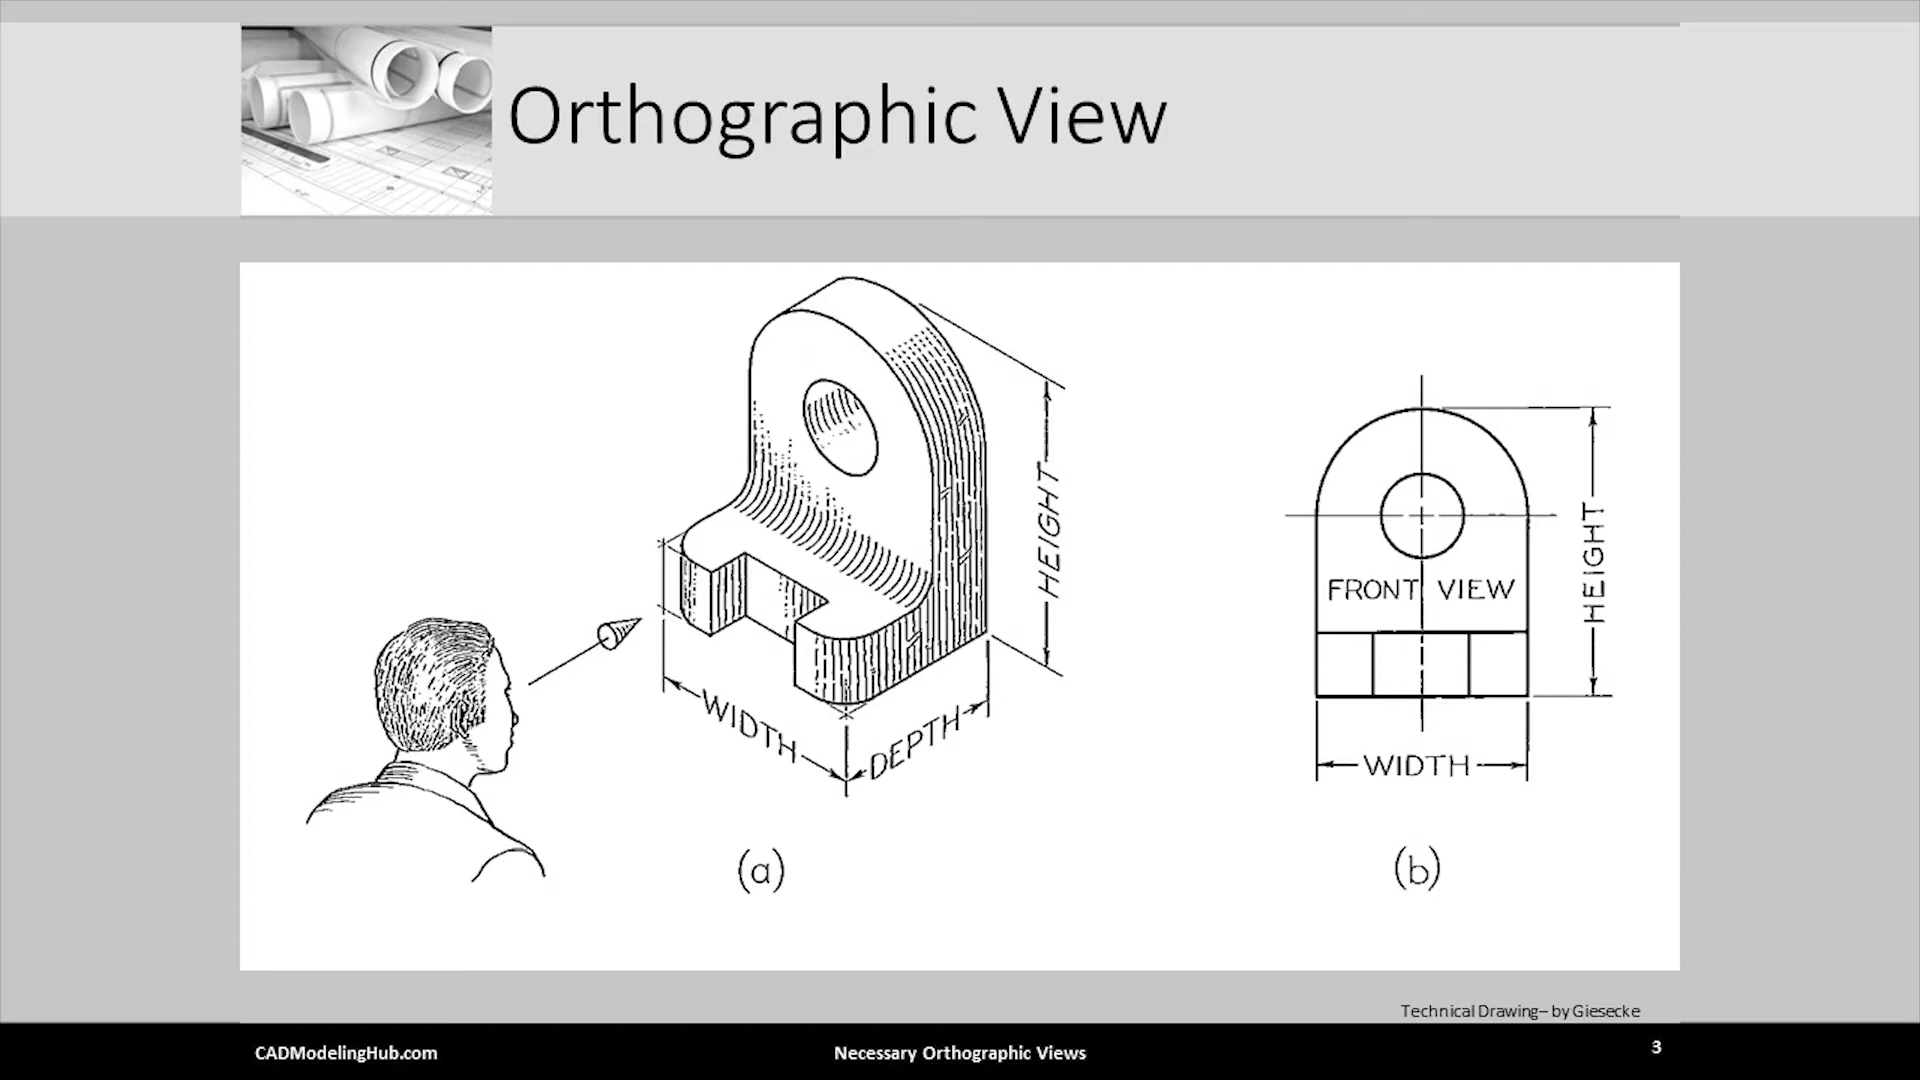 Orthographic View
HEIGHT
WIDTH
DEPTH
(a)
FRONT VIEW
HEIGHT
WIDTH
(b)
Technical Drawing– by Giesecke
CADModelingHub.com
Necessary Orthographic Views
3